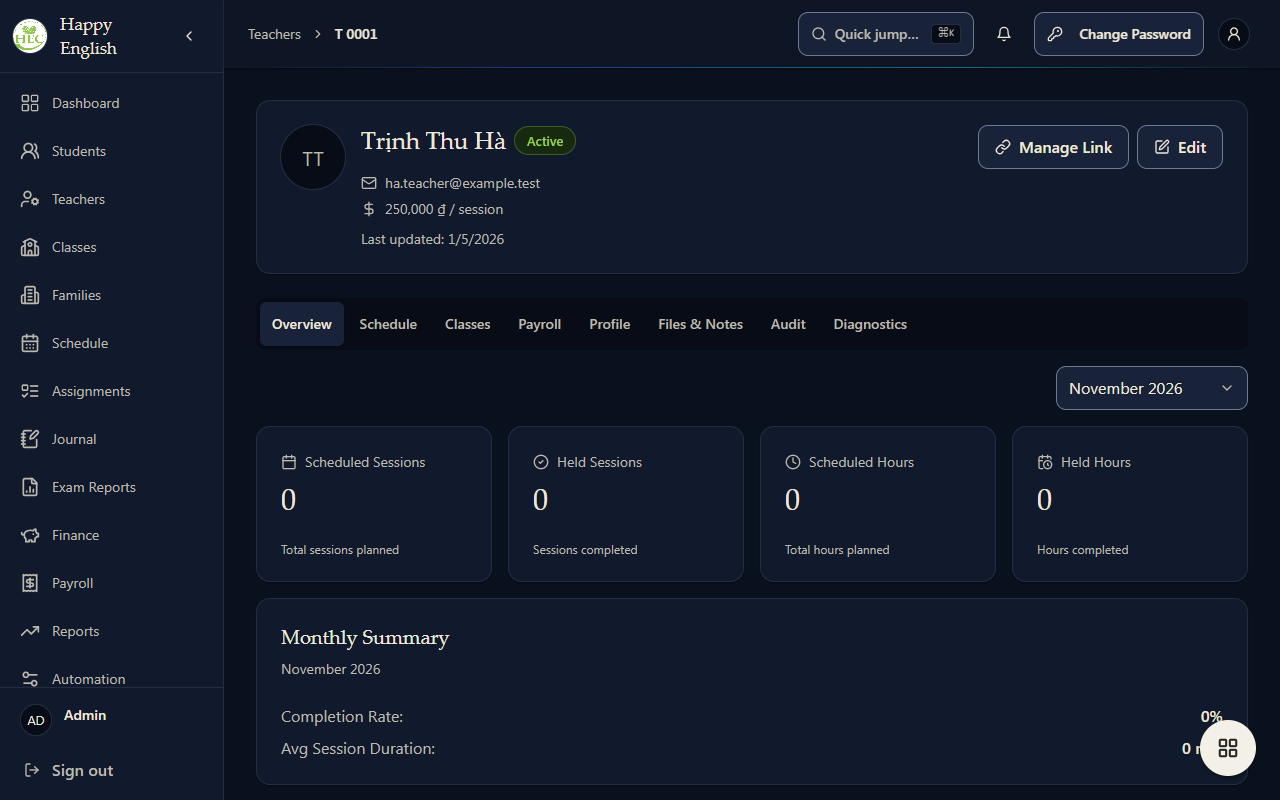 Happy
English
HEC
Teachers > T 0001
Quick jump... ⌘K
Change Password
Dashboard
Students
Teachers
Classes
Families
Schedule
Assignments
Journal
Exam Reports
Finance
Payroll
Reports
Automation
AD Admin
Sign out
TT
Trịnh Thu Hà Active
ha.teacher@example.test
250,000 ₫ / session
Last updated: 1/5/2026
Manage Link
Edit
Overview Schedule Classes Payroll Profile Files & Notes Audit Diagnostics
November 2026
Scheduled Sessions
0
Total sessions planned
Held Sessions
0
Sessions completed
Scheduled Hours
0
Total hours planned
Held Hours
0
Hours completed
Monthly Summary
November 2026
Completion Rate: 0%
Avg Session Duration: 0